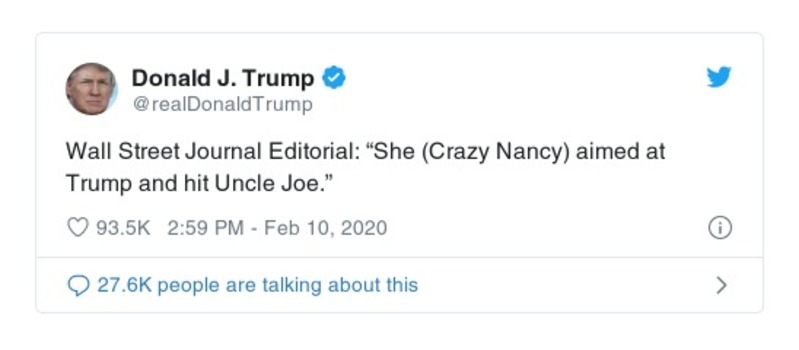 Donald J. Trump
@realDonaldTrump
Wall Street Journal Editorial: “She (Crazy Nancy) aimed at
Trump and hit Uncle Joe.”
93.5K 2:59 PM - Feb 10, 2020
27.6K people are talking about this